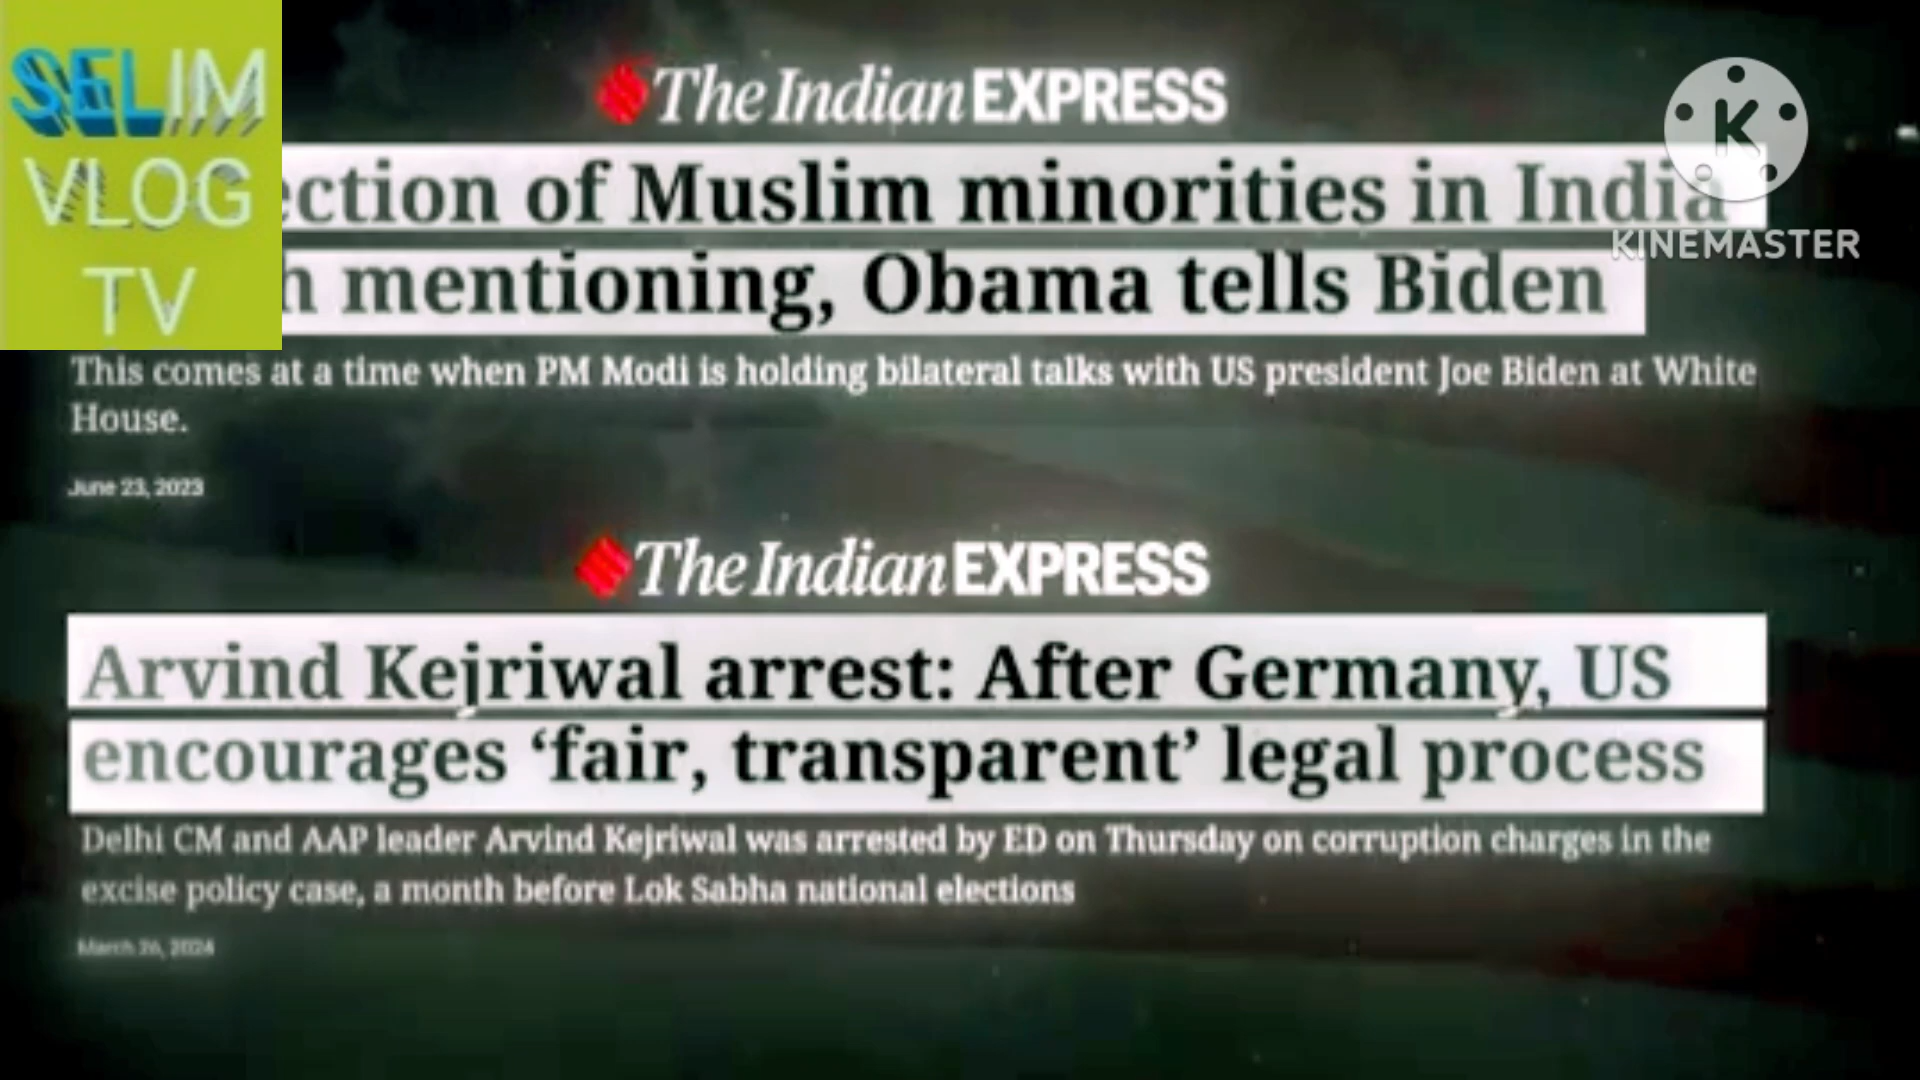 SELIM
VLOG
TV
The Indian EXPRESS
K
KINEMASTER
of Muslim minorities in India
mentioning, Obama tells Biden
This comes at a time when PM Modi is holding bilateral talks with US president Joe Biden at White
House.
June 23, 2023
The Indian EXPRESS
Arvind Kejriwal arrest: After Germany, US
encourages ‘fair, transparent’ legal process
Delhi CM and AAP leader Arvind Kejriwal was arrested by ED on Thursday on corruption charges in the
excise policy case, a month before Lok Sabha national elections
March 26, 2024